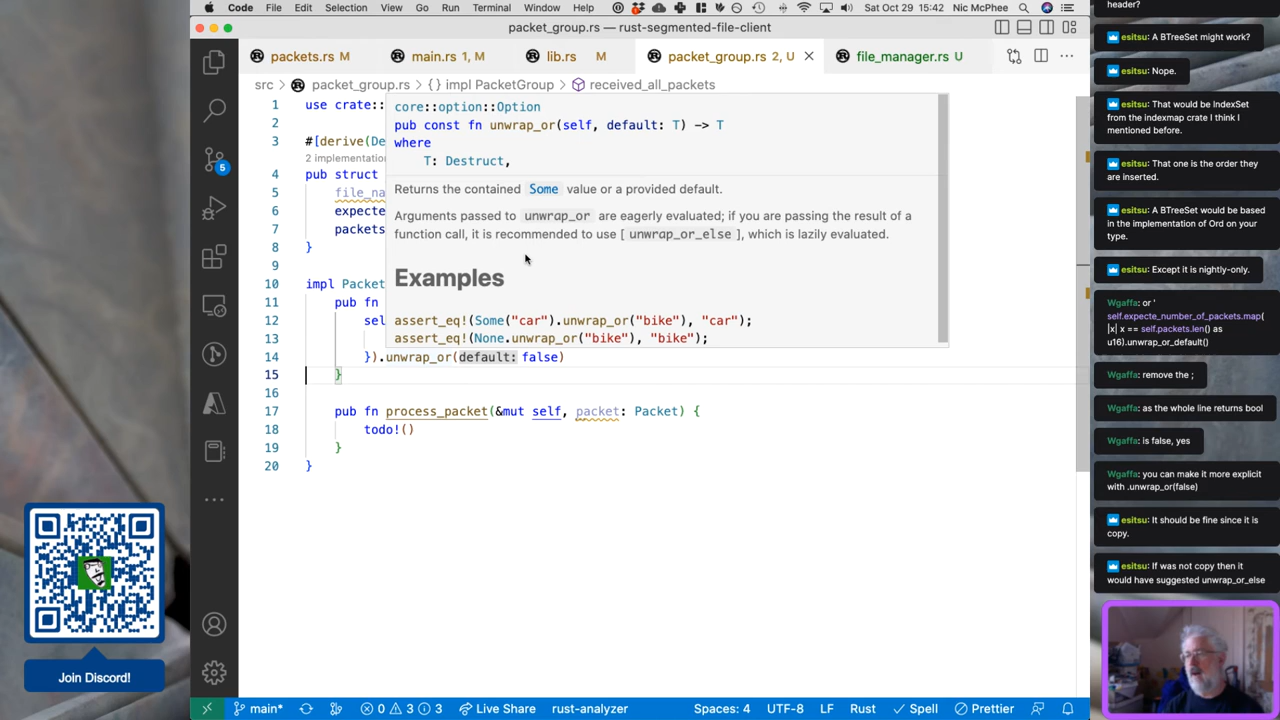 Code File Edit Selection View Go Run Terminal Window Help Sat Oct 29 15:42 Nic McPhee
packet_group.rs — rust-segmented-file-client
packets.rs M main.rs 1, M lib.rs M packet_group.rs 2, U file_manager.rs U
src > packet_group.rs > {} impl PacketGroup > received_all_packets
1 use crate::
2
3 #[derive(De
2 implementation
4 pub struct
5 file_na
6 expecte
7 packets
8 }
9
10 impl Packet
11 pub fn
12 sel
13
14 }).unwrap_or(default: false)
15 }
16
17 pub fn process_packet(&mut self, packet: Packet) {
18 todo!()
19 }
20 }
core::option::Option
pub const fn unwrap_or(self, default: T) -> T
where
T: Destruct,
Returns the contained Some value or a provided default.
Arguments passed to unwrap_or are eagerly evaluated; if you are passing the result of a
function call, it is recommended to use [ unwrap_or_else ], which is lazily evaluated.
Examples
assert_eq!(Some("car").unwrap_or("bike"), "car");
assert_eq!(None.unwrap_or("bike"), "bike");
5
Join Discord!
main* 0 3 3 Live Share rust-analyzer Spaces: 4 UTF-8 LF Rust Spell Prettier
header?
esitsu: A BTreeSet might work?
esitsu: Nope.
esitsu: That would be IndexSet
from the indexmap crate I think I
mentioned before.
esitsu: That one is the order they
are inserted.
esitsu: A BTreeSet would be based
in the implementation of Ord on your
type.
esitsu: Except it is nightly-only.
Wgaffa: or '
self.expecte_number_of_packets.map(
|x| x == self.packets.len() as
u16).unwrap_or_default()
Wgaffa: remove the ;
Wgaffa: as the whole line returns bool
Wgaffa: is false, yes
Wgaffa: you can make it more explicit
with .unwrap_or(false)
esitsu: It should be fine since it is
copy.
esitsu: If was not copy then it
would have suggested unwrap_or_else